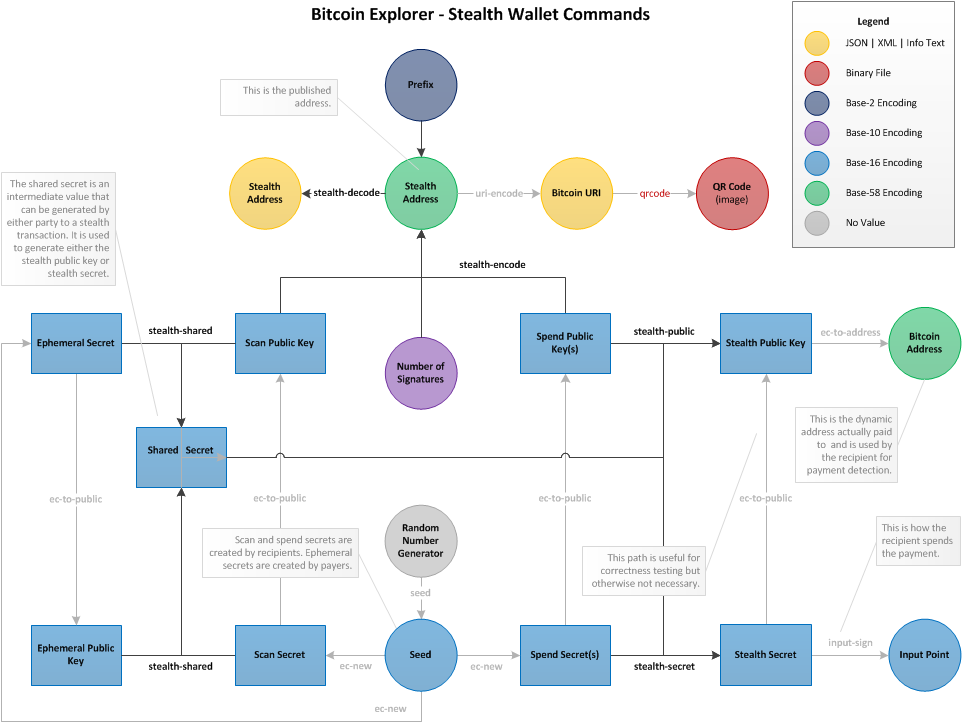 Bitcoin Explorer - Stealth Wallet Commands
Legend
JSON | XML | Info Text
Binary File
Base-2 Encoding
Base-10 Encoding
Base-16 Encoding
Base-58 Encoding
No Value
Prefix
This is the published
address.
Stealth
Address
stealth-decode
Stealth
Address
uri-encode
Bitcoin URI
qrcode
QR Code
(image)
The shared secret is an
intermediate value that
can be generated by
either party to a stealth
transaction. It is used
to generate either the
stealth public key or
stealth secret.
stealth-encode
Ephemeral Secret
stealth-shared
Scan Public Key
Number of
Signatures
Spend Public
Key(s)
stealth-public
Stealth Public Key
ec-to-address
Bitcoin
Address
This is the dynamic
address actually paid
to and is used by
the recipient for
payment detection.
Shared Secret
ec-to-public
ec-to-public
ec-to-public
ec-to-public
Random
Number
Generator
Scan and spend secrets are
created by recipients. Ephemeral
secrets are created by payers.
This path is useful for
correctness testing but
otherwise not necessary.
This is how the
recipient spends
the payment.
seed
Ephemeral Public
Key
stealth-shared
Scan Secret
ec-new
Seed
ec-new
Spend Secret(s)
stealth-secret
Stealth Secret
input-sign
Input Point
ec-new